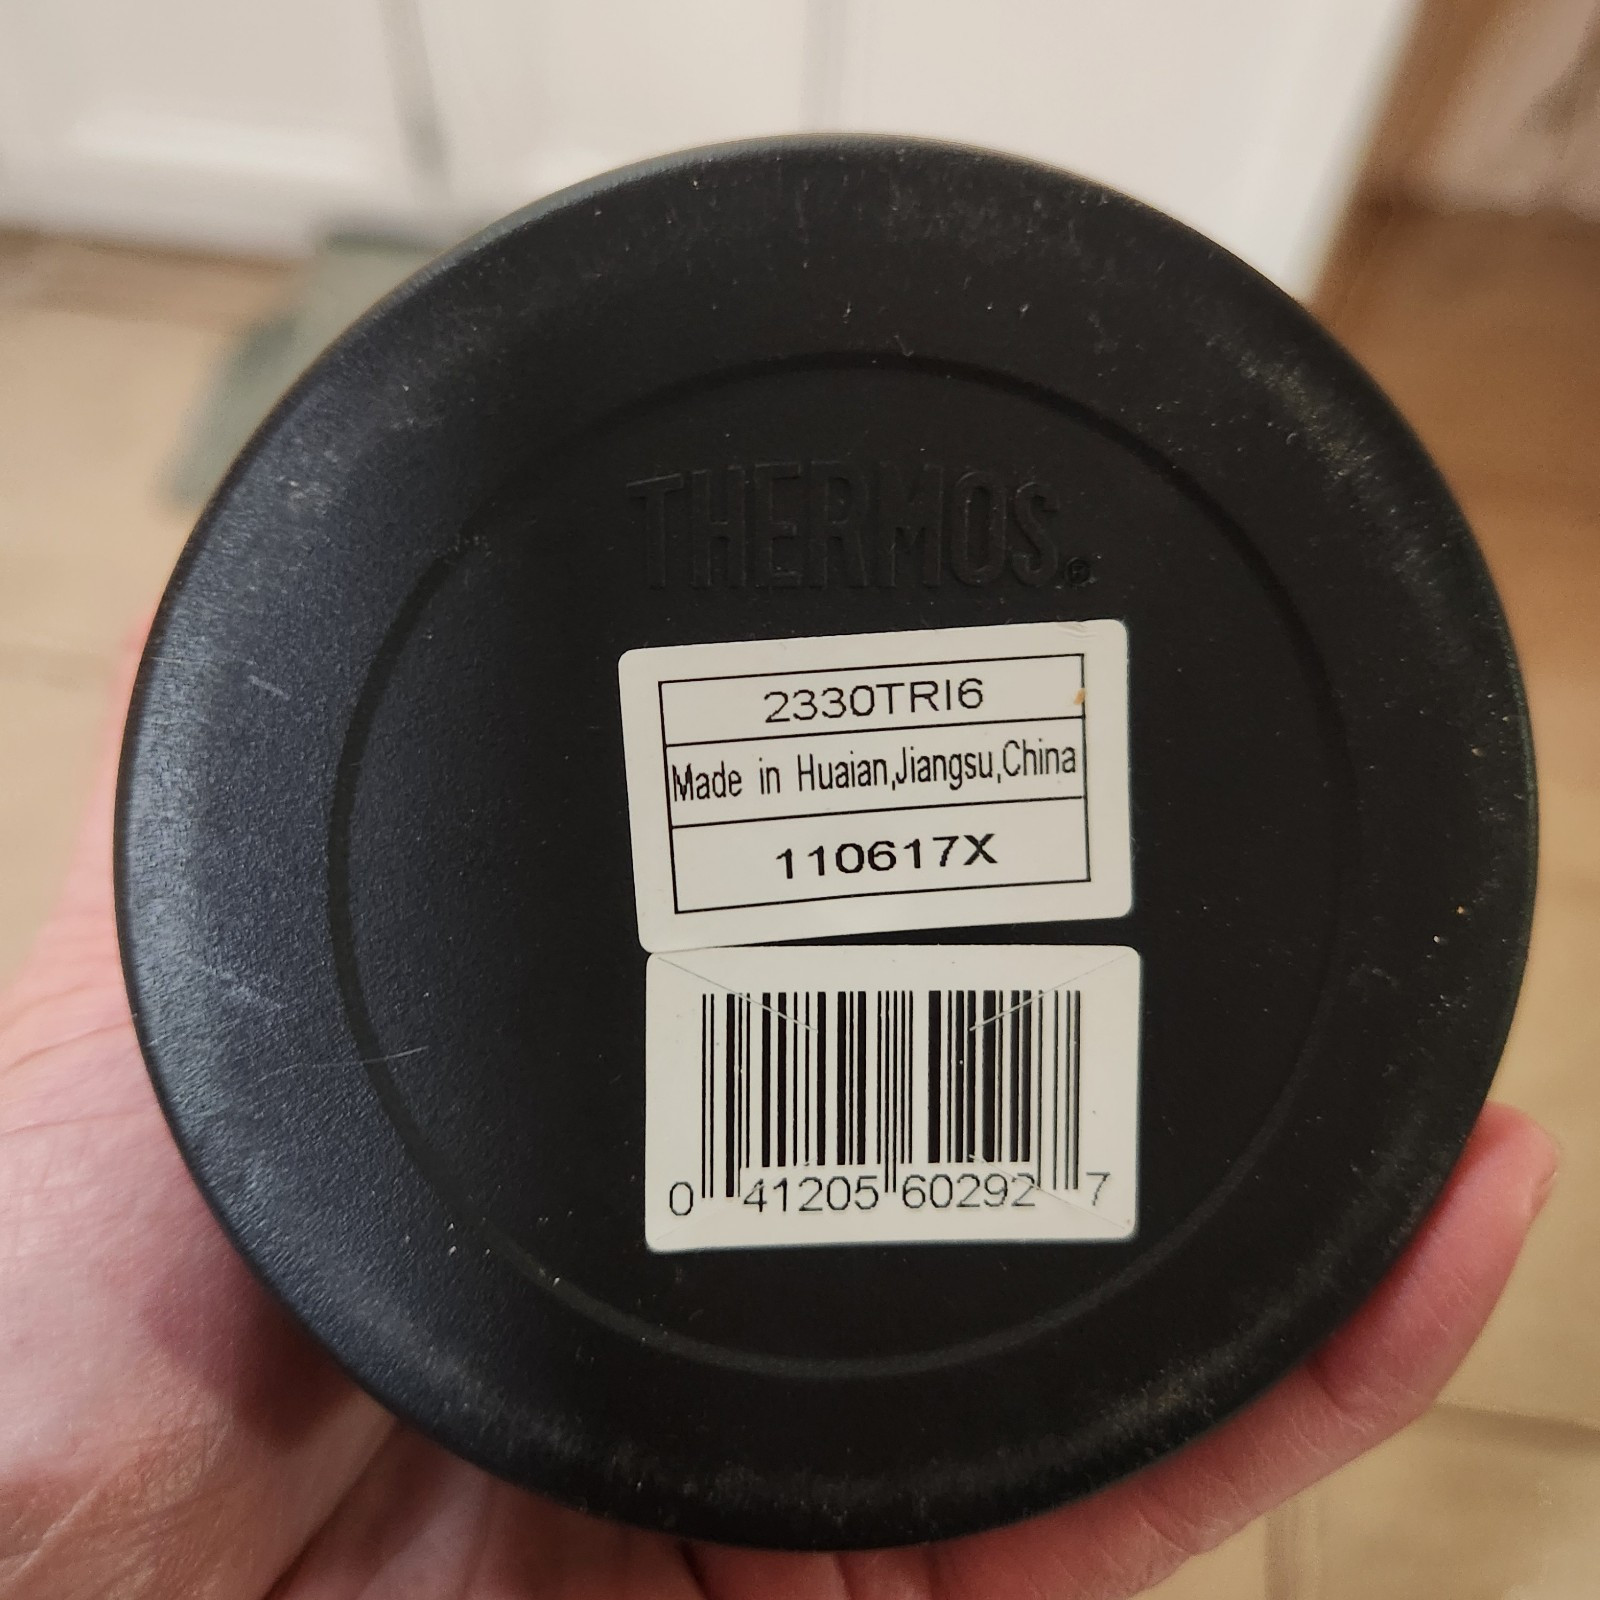 THERMOS®
2330TRI6
Made in Huaian,Jiangsu,China
110617X
0 41205 60292 7